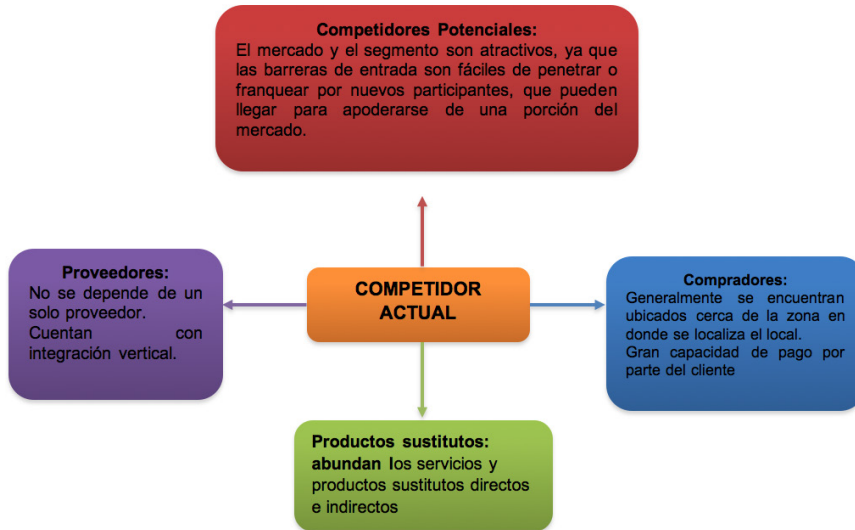 Competidores Potenciales:
El mercado y el segmento son atractivos, ya que
las barreras de entrada son fáciles de penetrar o
franquear por nuevos participantes, que pueden
llegar para apoderarse de una porción del
mercado.
Proveedores:
No se depende de un
solo proveedor.
Cuentan con
integración vertical.
COMPETIDOR
ACTUAL
Compradores:
Generalmente se encuentran
ubicados cerca de la zona en
donde se localiza el local.
Gran capacidad de pago por
parte del cliente
Productos sustitutos:
abundan los servicios y
productos sustitutos directos
e indirectos